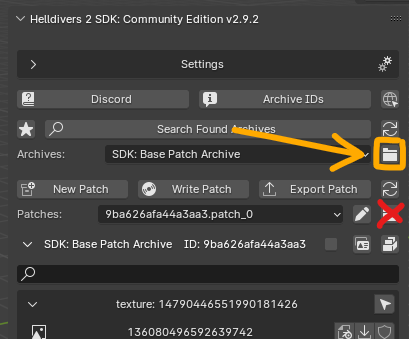 Helldivers 2 SDK: Community Edition v2.9.2
Settings
Discord
Archive IDs
Search Found Archives
Archives: SDK: Base Patch Archive
New Patch
Write Patch
Export Patch
Patches: 9ba626afa44a3aa3.patch_0
SDK: Base Patch Archive ID: 9ba626afa44a3aa3
texture: 14790446551990181426
136080496592639742